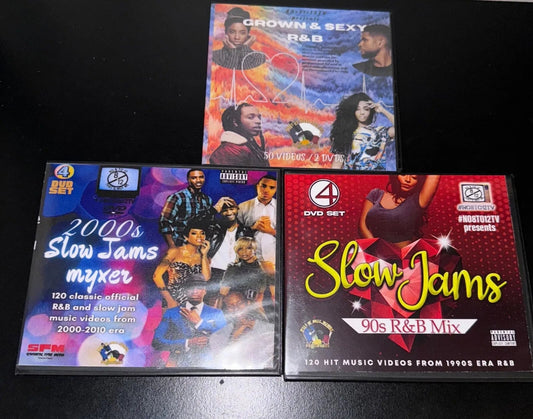 presents
GROWN & SEXY
R&B
50 VIDEOS / 2 DVDS
4
DVD
SET
PARENTAL
ADVISORY
EXPLICIT CONTENT
2000s
Slow Jams
myxer
120 classic official
R&B and slow jam
music videos from
2000-2010 era
SFM
4
DVD SET
#NO8TO12TV
presents
Slow Jams
90s R&B Mix
PARENTAL
ADVISORY
EXPLICIT CONTENT
120 HIT MUSIC VIDEOS FROM 1990S ERA R&B